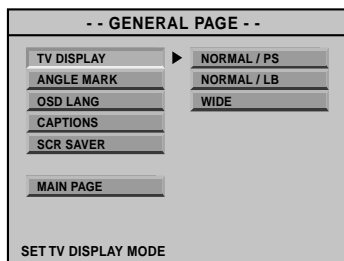 - - GENERAL PAGE - -
TV DISPLAY
NORMAL / PS
ANGLE MARK
NORMAL / LB
OSD LANG
WIDE
CAPTIONS
SCR SAVER
MAIN PAGE
SET TV DISPLAY MODE